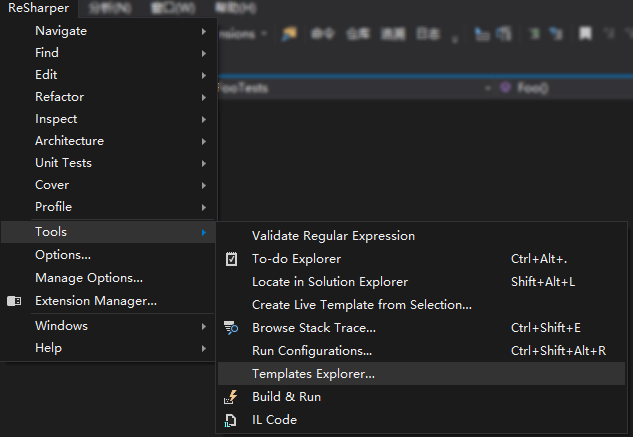 ReSharper 分析(N) 窗口(W) 帮助(H)
Navigate
Find
Edit
Refactor
Inspect
Architecture
Unit Tests
Cover
Profile
Tools
Options...
Manage Options...
Extension Manager...
Windows
Help
nsions 命令 仓库 追溯 日志
FooTests Foo()
Validate Regular Expression
To-do Explorer Ctrl+Alt+.
Locate in Solution Explorer Shift+Alt+L
Create Live Template from Selection...
Browse Stack Trace... Ctrl+Shift+E
Run Configurations... Ctrl+Shift+Alt+R
Templates Explorer...
Build & Run
IL Code